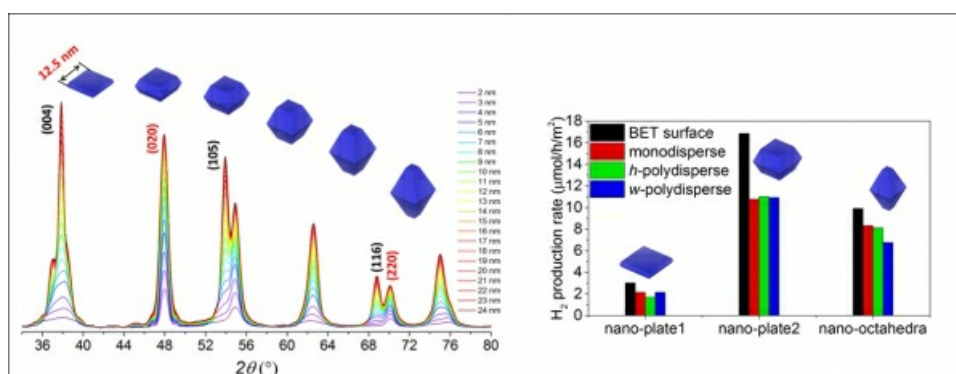 12.5 nm
(004)
(020)
(105)
(116)
(220)
2 nm
3 nm
4 nm
5 nm
6 nm
7 nm
8 nm
9 nm
10 nm
11 nm
12 nm
13 nm
14 nm
15 nm
16 nm
17 nm
18 nm
19 nm
20 nm
21 nm
22 nm
23 nm
24 nm
36 40 44 48 52 56 60 64 68 72 76 80
2θ (°)
H₂ production rate (μmol/h/m²)
18
16
14
12
10
8
6
4
2
0
BET surface
monodisperse
h-polydisperse
w-polydisperse
nano-plate1 nano-plate2 nano-octahedra